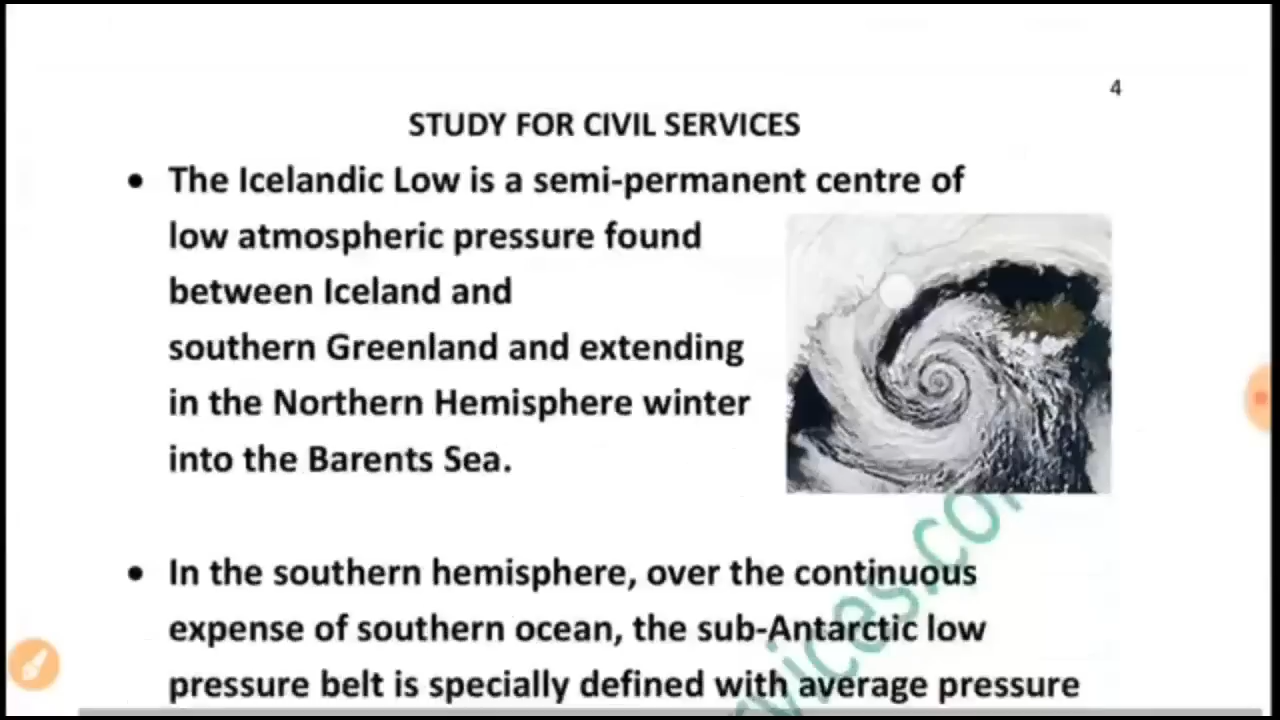 4
STUDY FOR CIVIL SERVICES
• The Icelandic Low is a semi-permanent centre of
low atmospheric pressure found
between Iceland and
southern Greenland and extending
in the Northern Hemisphere winter
into the Barents Sea.
• In the southern hemisphere, over the continuous
expense of southern ocean, the sub-Antarctic low
pressure belt is specially defined with average pressure